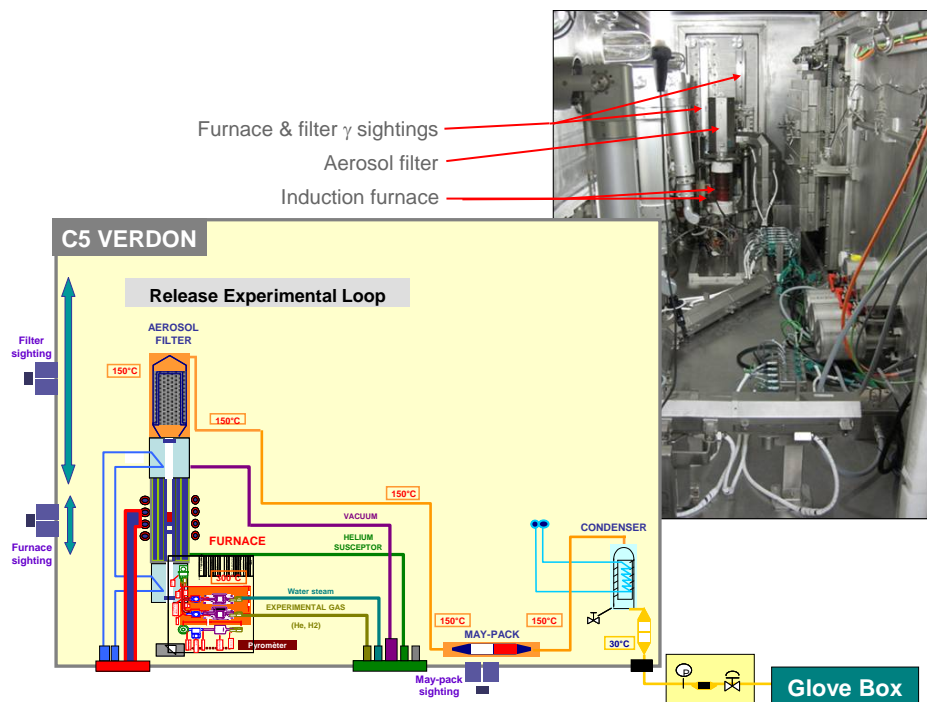 Furnace & filter γ sightings
Aerosol filter
Induction furnace
C5 VERDON
Release Experimental Loop
AEROSOL
FILTER
Filter
sighting
150°C
150°C
150°C
VACUUM
CONDENSER
Furnace
sighting
FURNACE
HELIUM
SUSCEPTOR
300°C
Water steam
EXPERIMENTAL GAS
(He, H2)
150°C
150°C
MAY-PACK
30°C
Pyrométer
May-pack
sighting
P
Glove Box